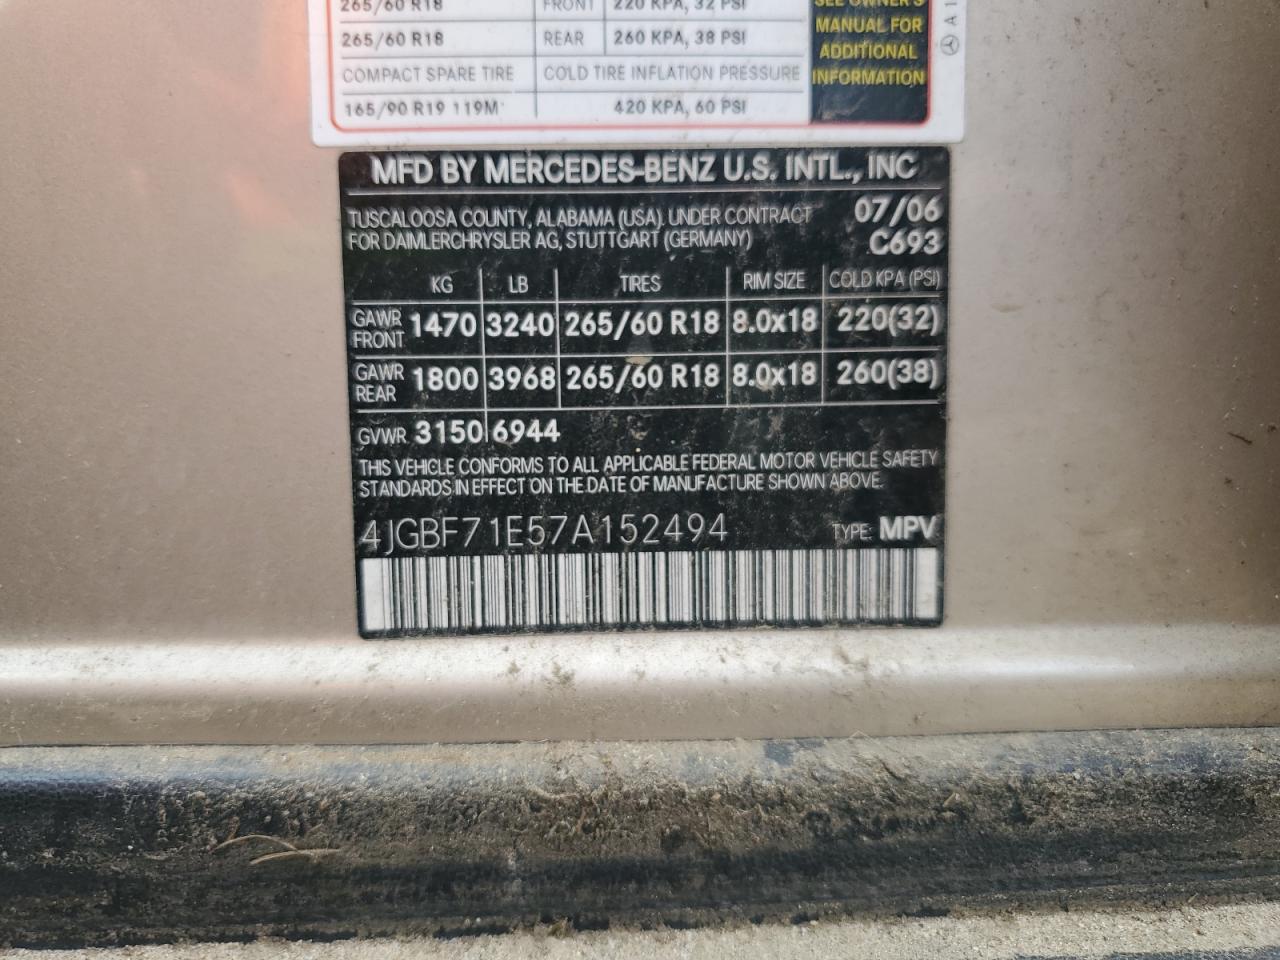 265/60 R18 FRONT 220 KPA, 32 PSI
265/60 R18 REAR 260 KPA, 38 PSI
COMPACT SPARE TIRE COLD TIRE INFLATION PRESSURE
165/90 R19 119M 420 KPA, 60 PSI
SEE OWNER'S
MANUAL FOR
ADDITIONAL
INFORMATION
MFD BY MERCEDES-BENZ U.S. INTL., INC
TUSCALOOSA COUNTY, ALABAMA (USA), UNDER CONTRACT 07/06
FOR DAIMLERCHRYSLER AG, STUTTGART (GERMANY) C693
KG LB TIRES RIM SIZE COLD KPA (PSI)
GAWR FRONT 1470 3240 265/60 R18 8.0x18 220(32)
GAWR REAR 1800 3968 265/60 R18 8.0x18 260(38)
GVWR 3150 6944
THIS VEHICLE CONFORMS TO ALL APPLICABLE FEDERAL MOTOR VEHICLE SAFETY
STANDARDS IN EFFECT ON THE DATE OF MANUFACTURE SHOWN ABOVE.
4JGBF71E57A152494 TYPE: MPV